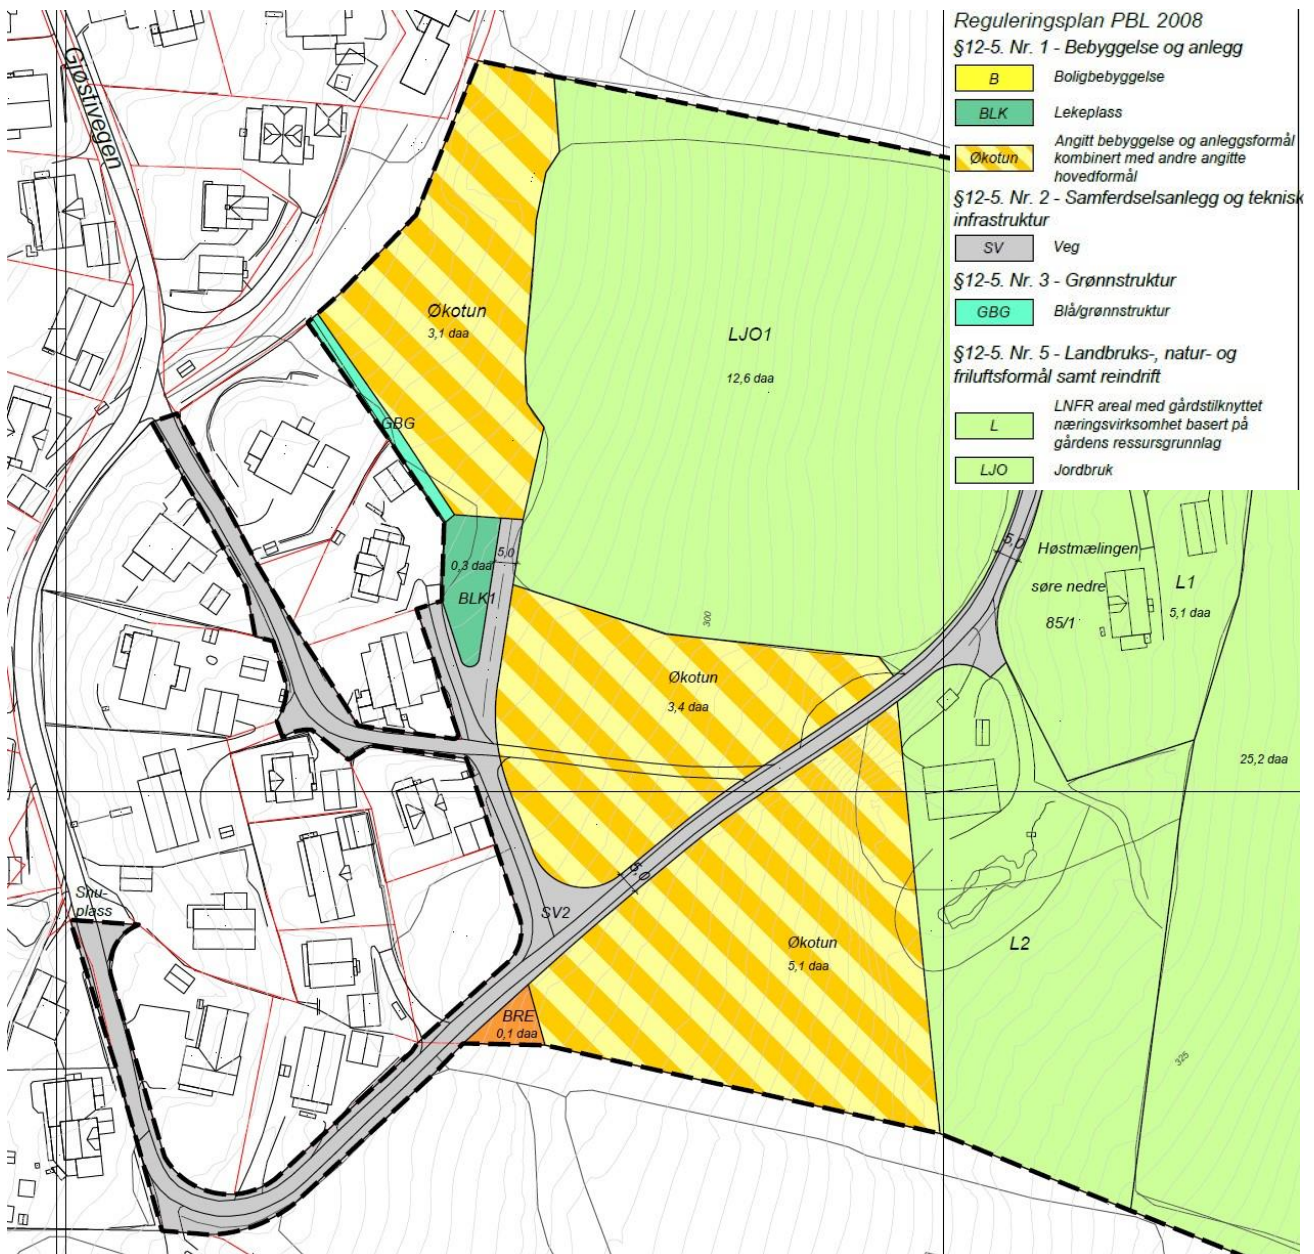 Reguleringsplan PBL 2008
§12-5. Nr. 1 - Bebyggelse og anlegg
B Boligbebyggelse
BLK Lekeplass
Økotun Angitt bebyggelse og anleggsformål
kombinert med andre angitte
hovedformål
§12-5. Nr. 2 - Samferdselsanlegg og teknisk
infrastruktur
SV Veg
§12-5. Nr. 3 - Grønnstruktur
GBG Blå/grønnstruktur
§12-5. Nr. 5 - Landbruks-, natur- og
friluftsformål samt reindrift
L LNFR areal med gårdstilknyttet
næringsvirksomhet basert på
gårdens ressursgrunnlag
LJO Jordbruk
Gjøstivegen
Økotun
3,1 daa
LJO1
12,6 daa
GBG
5,0
0,3 daa
BLK1
5,0
Høstmælingen
søre nedre
85/1
L1
5,1 daa
300
Økotun
3,4 daa
25,2 daa
5,0
Snu-
plass
SV2
Økotun
5,1 daa
L2
BRE
0,1 daa
325